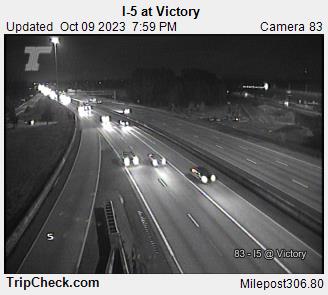 I-5 at Victory
Updated Oct 09 2023 7:59 PM Camera 83
T
S
83 - I5 @ Victory
TripCheck.com Milepost306.80